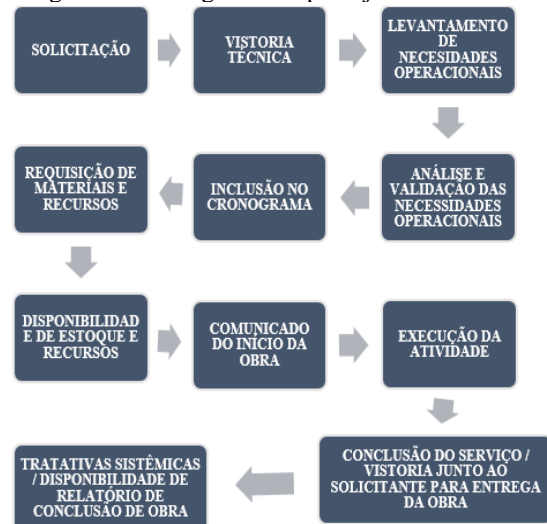 SOLICITAÇÃO
VISTORIA
TÉCNICA
LEVANTAMENTO
DE
NECESIDADES
OPERACIONAIS
ANÁLISE E
VALIDAÇÃO DAS
NECESSIDADES
OPERACIONAIS
INCLUSÃO NO
CRONOGRAMA
REQUISIÇÃO DE
MATERIAIS E
RECURSOS
DISPONIBILIDAD
E DE ESTOQUE E
RECURSOS
COMUNICADO
DO INÍCIO DA
OBRA
EXECUÇÃO DA
ATIVIDADE
CONCLUSÃO DO SERVIÇO /
VISTORIA JUNTO AO
SOLICITANTE PARA ENTREGA
DA OBRA
TRATATIVAS SISTÊMICAS
/ DISPONIBILIDADE DE
RELATÓRIO DE
CONCLUSÃO DE OBRA